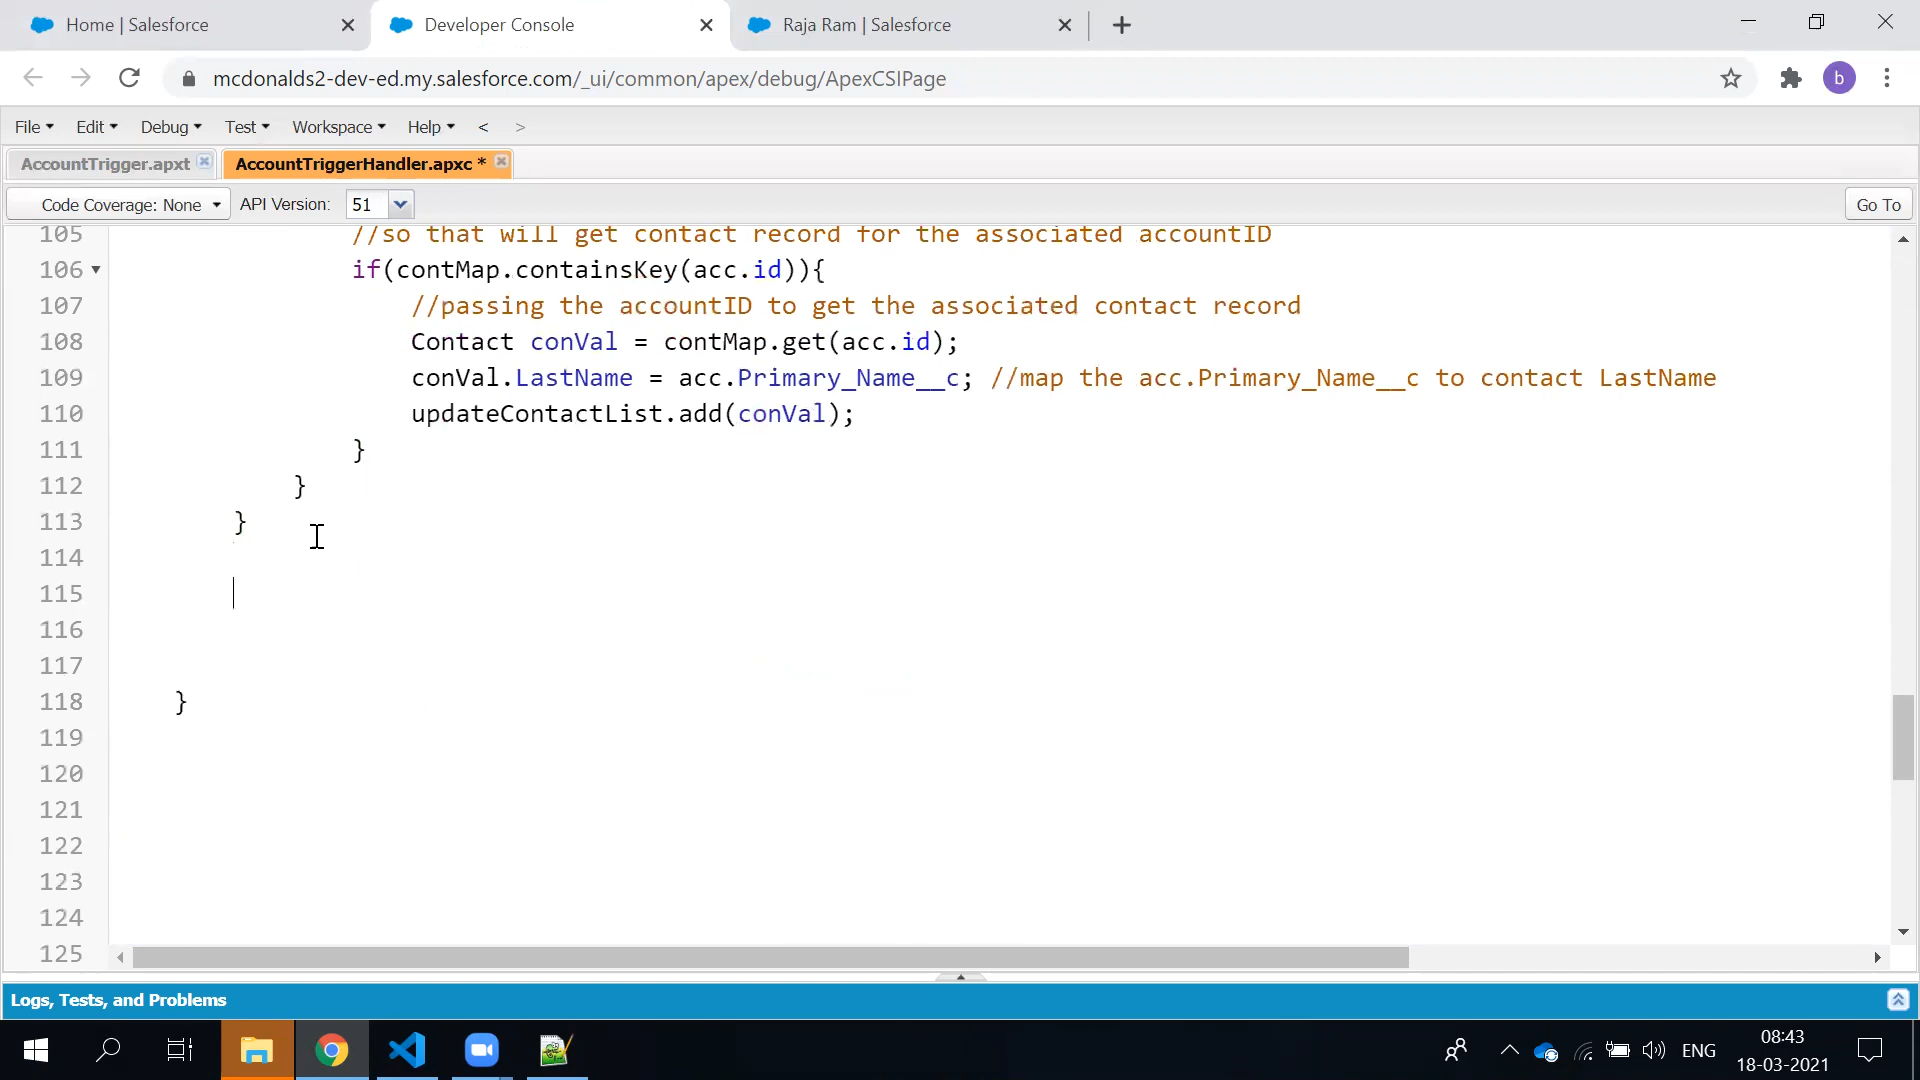 Home | Salesforce
Developer Console
Raja Ram | Salesforce
mcdonalds2-dev-ed.my.salesforce.com/_ui/common/apex/debug/ApexCSIPage
b
File Edit Debug Test Workspace Help < >
AccountTrigger.apxt
AccountTriggerHandler.apxc *
Code Coverage: None API Version: 51 Go To
105 //so that will get contact record for the associated accountID
106 if(contMap.containsKey(acc.id)){
107 //passing the accountID to get the associated contact record
108 Contact conVal = contMap.get(acc.id);
109 conVal.LastName = acc.Primary_Name__c; //map the acc.Primary_Name__c to contact LastName
110 updateContactList.add(conVal);
111 }
112 }
113 }
114
115
116
117
118 }
119
120
121
122
123
124
125
Logs, Tests, and Problems
ENG
08:43
18-03-2021